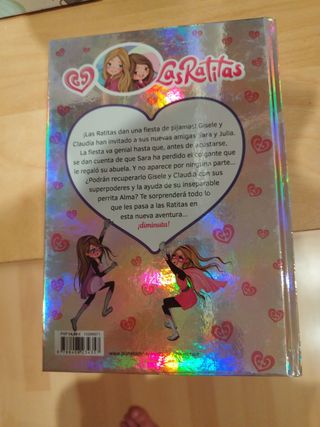 Las Ratitas
¡Las Ratitas dan una fiesta de pijamas! Gisele y
Claudia han invitado a sus nuevas amigas Sara y Julia.
La fiesta va genial hasta que, antes de acostarse,
se dan cuenta de que Sara ha perdido el colgante que
le regaló su abuela. Y no aparece por ninguna parte...
¿Podrán recuperarlo Gisele y Claudia con sus
superpoderes y la ayuda de su inseparable
perrita Alma? Te sorprenderá todo lo
que les pasa a las Ratitas en
esta nueva aventura...
¡diminuta!